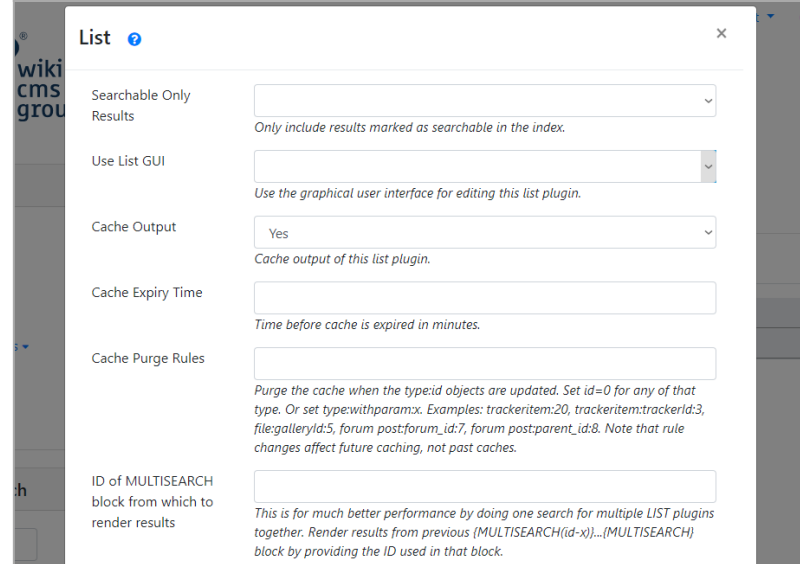 List
×
®
wiki
cms
grou
t
Searchable Only
Results
Only include results marked as searchable in the index.
Use List GUI
Use the graphical user interface for editing this list plugin.
Cache Output
Yes
Cache output of this list plugin.
Cache Expiry Time
Time before cache is expired in minutes.
s
Cache Purge Rules
Purge the cache when the type:id objects are updated. Set id=0 for any of that
type. Or set type:withparam:x. Examples: trackeritem:20, trackeritem:trackerId:3,
file:galleryId:5, forum post:forum_id:7, forum post:parent_id:8. Note that rule
changes affect future caching, not past caches.
ch
ID of MULTISEARCH
block from which to
render results
This is for much better performance by doing one search for multiple LIST plugins
together. Render results from previous {MULTISEARCH(id-x)}...{MULTISEARCH}
block by providing the ID used in that block.